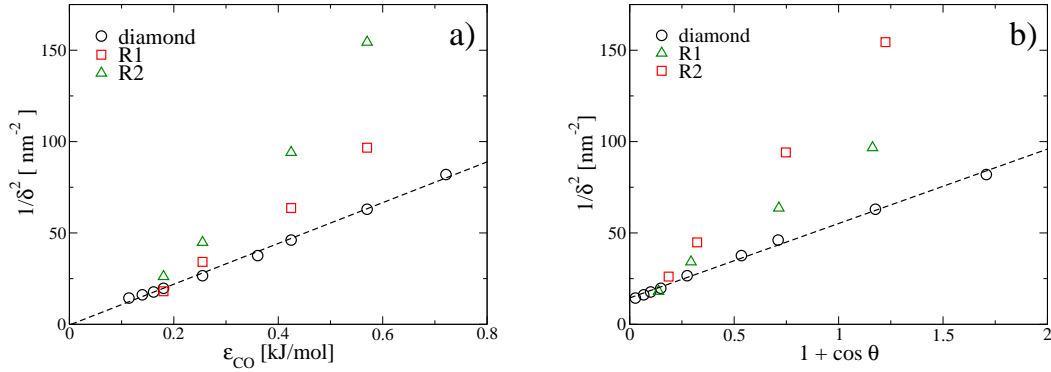 a)
diamond
R1
R2
150
100
50
0
1/δ² [ nm⁻² ]
0 0.2 0.4 0.6 0.8
ε_CO [kJ/mol]
b)
diamond
R1
R2
150
100
50
0
1/δ² [ nm⁻² ]
0 0.5 1 1.5 2
1 + cos θ